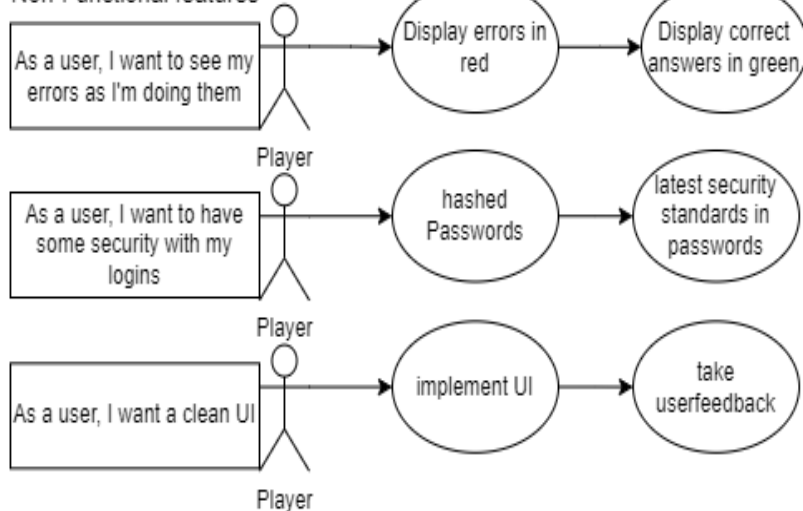 Non-Functional features
As a user, I want to see my
errors as I'm doing them
Player
Display errors in
red
Display correct
answers in green
As a user, I want to have
some security with my
logins
Player
hashed
Passwords
latest security
standards in
passwords
As a user, I want a clean UI
Player
implement UI
take
userfeedback